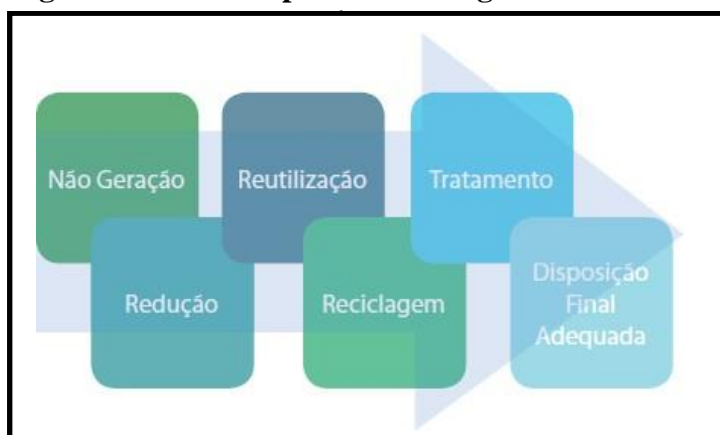 Não Geração
Reutilização
Tratamento
Redução
Reciclagem
Disposição
Final
Adequada